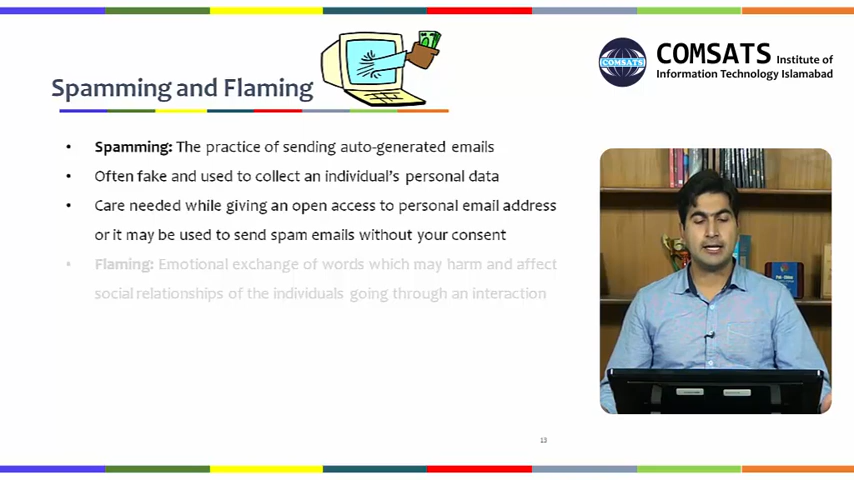 COMSATS Institute of
Information Technology Islamabad
COMSATS
Spamming and Flaming
• Spamming: The practice of sending auto-generated emails
• Often fake and used to collect an individual's personal data
• Care needed while giving an open access to personal email address
or it may be used to send spam emails without your consent
• Flaming: Emotional exchange of words which may harm and affect
social relationships of the individuals going through an interaction
13